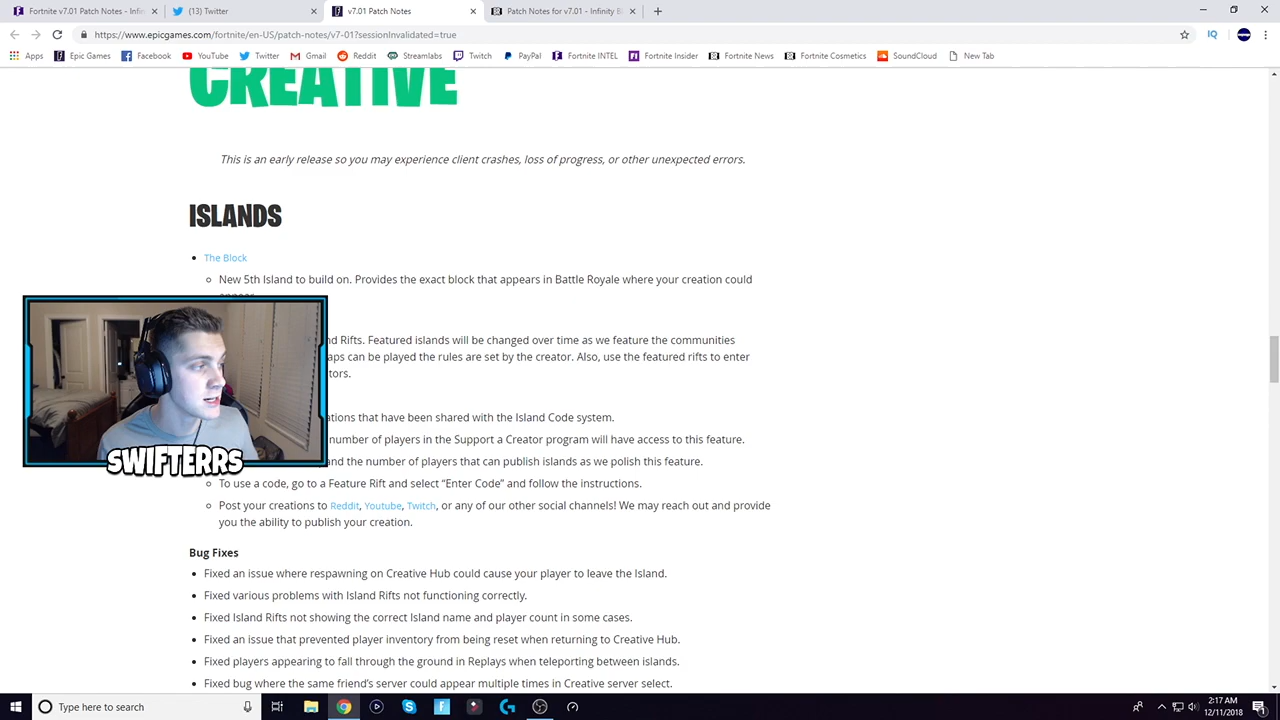 Fortnite v7.01 Patch Notes - Infini
(13) Twitter
v7.01 Patch Notes
Patch Notes for v7.01 - Infinity B
https://www.epicgames.com/fortnite/en-US/patch-notes/v7-01?sessionInvalidated=true
Apps Epic Games Facebook YouTube Twitter Gmail Reddit Streamlabs Twitch PayPal Fortnite INTEL Fortnite Insider Fortnite News Fortnite Cosmetics SoundCloud New Tab
CREATIVE
This is an early release so you may experience client crashes, loss of progress, or other unexpected errors.
ISLANDS
The Block
New 5th Island to build on. Provides the exact block that appears in Battle Royale where your creation could
nd Rifts. Featured islands will be changed over time as we feature the communities
aps can be played the rules are set by the creator. Also, use the featured rifts to enter
tors.
ations that have been shared with the Island Code system.
number of players in the Support a Creator program will have access to this feature.
and the number of players that can publish islands as we polish this feature.
SWIFTERRS
To use a code, go to a Feature Rift and select “Enter Code” and follow the instructions.
Post your creations to Reddit, Youtube, Twitch, or any of our other social channels! We may reach out and provide
you the ability to publish your creation.
Bug Fixes
Fixed an issue where respawning on Creative Hub could cause your player to leave the Island.
Fixed various problems with Island Rifts not functioning correctly.
Fixed Island Rifts not showing the correct Island name and player count in some cases.
Fixed an issue that prevented player inventory from being reset when returning to Creative Hub.
Fixed players appearing to fall through the ground in Replays when teleporting between islands.
Fixed bug where the same friend’s server could appear multiple times in Creative server select.
Type here to search
2:17 AM
12/11/2018